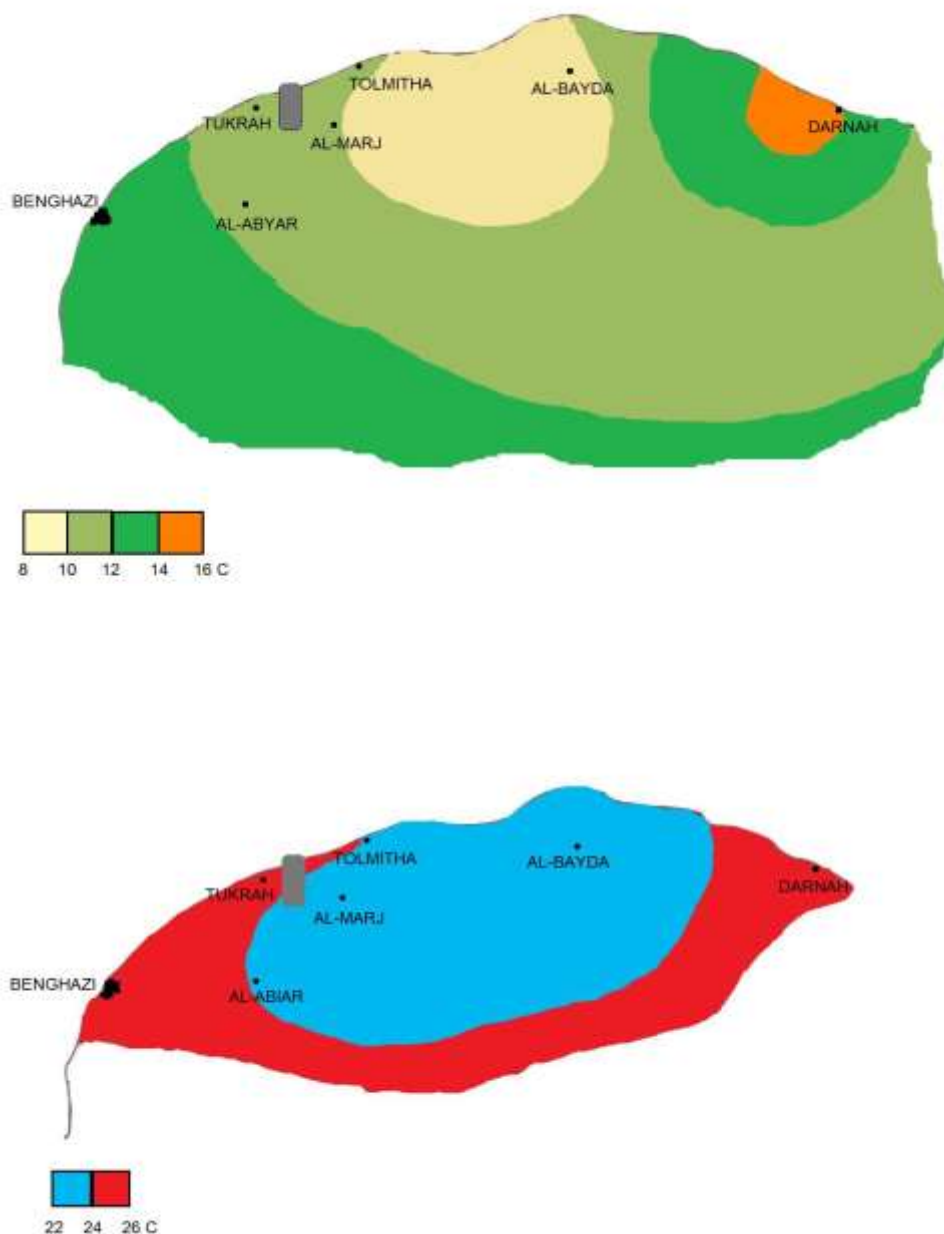 TOLMITHA
AL-BAYDA
TUKRAH
AL-MARJ
DARNAH
BENGHAZI
AL-ABYAR
8 10 12 14 16 C
TOLMITHA
AL-BAYDA
TUKRAH
DARNAH
AL-MARJ
BENGHAZI
AL-ABIAR
22 24 26 C